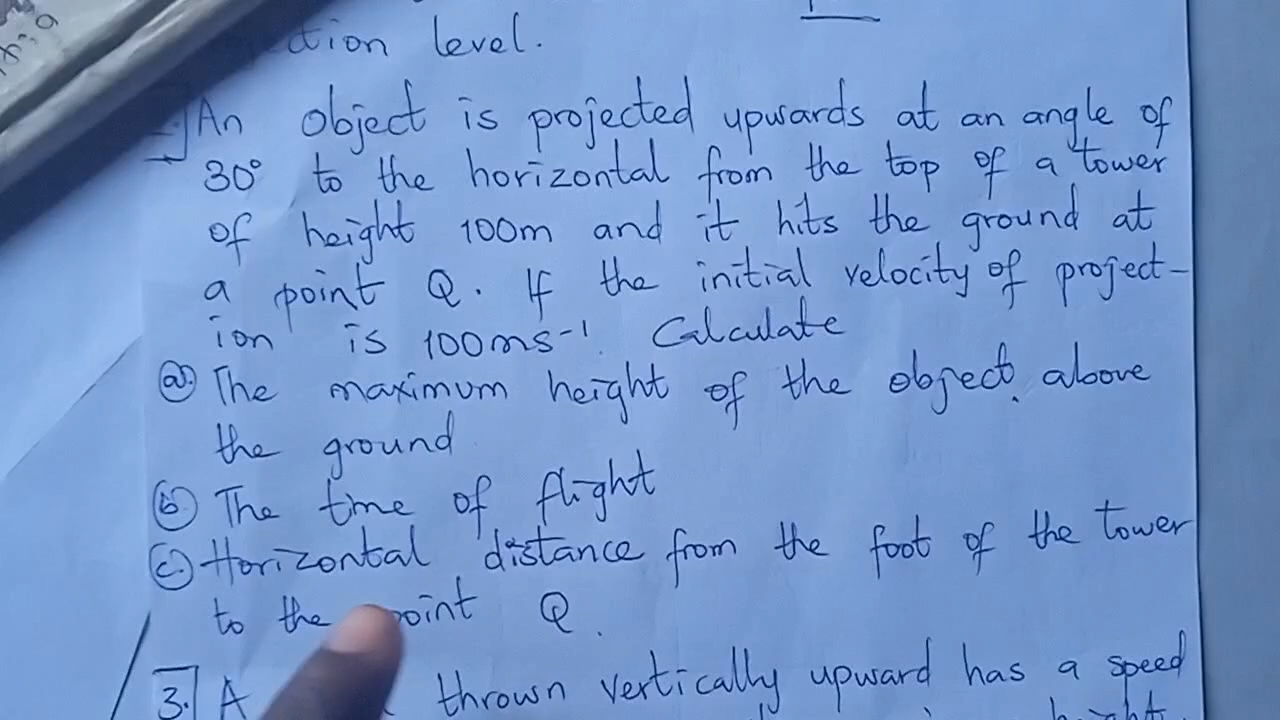 ction level.
An object is projected upwards at an angle of
30° to the horizontal from the top of a tower
of height 100m and it hits the ground at
a point Q. If the initial velocity of project-
ion is 100ms⁻¹. Calculate
(a). The maximum height of the object above
the ground
(b). The time of flight
(c). Horizontal distance from the foot of the tower
to the point Q.
3. A thrown vertically upward has a speed
height.